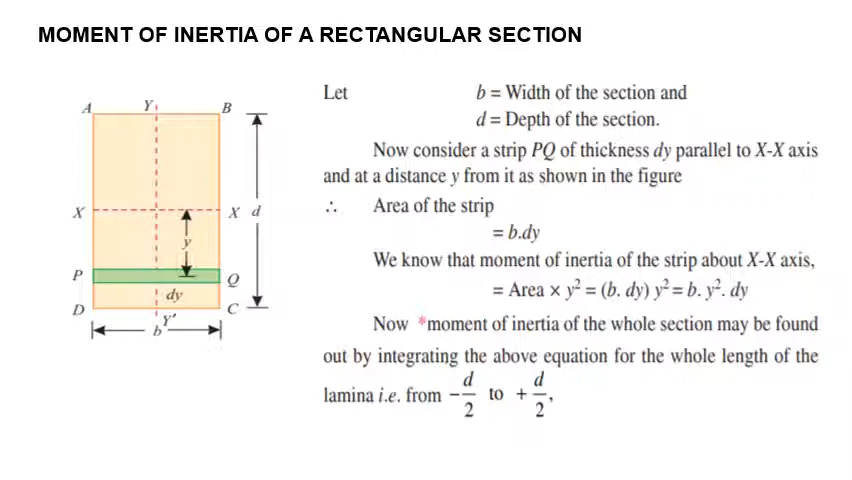 MOMENT OF INERTIA OF A RECTANGULAR SECTION
A Y B
X X d
y
P Q
dy
D C
Y'
b
Let b = Width of the section and
d = Depth of the section.
Now consider a strip PQ of thickness dy parallel to X-X axis
and at a distance y from it as shown in the figure
∴ Area of the strip
= b.dy
We know that moment of inertia of the strip about X-X axis,
= Area × y² = (b. dy) y² = b. y². dy
Now *moment of inertia of the whole section may be found
out by integrating the above equation for the whole length of the
lamina i.e. from −d/2 to +d/2,